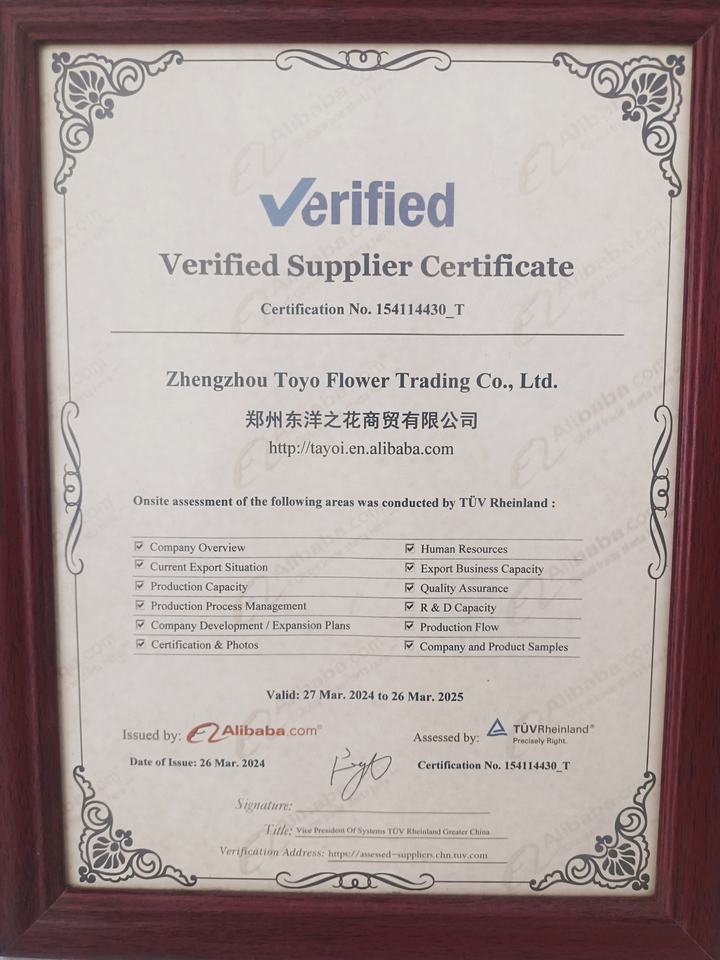 Verified
Verified Supplier Certificate
Certification No. 154114430_T
Zhengzhou Toyo Flower Trading Co., Ltd.
郑州东洋之花商贸有限公司
http://tayoi.en.alibaba.com
Onsite assessment of the following areas was conducted by TÜV Rheinland :
Company Overview
Human Resources
Current Export Situation
Export Business Capacity
Production Capacity
Quality Assurance
Production Process Management
R & D Capacity
Company Development / Expansion Plans
Production Flow
Certification & Photos
Company and Product Samples
Valid: 27 Mar. 2024 to 26 Mar. 2025
Issued by: Alibaba.com®
Assessed by: TÜVRheinland®
Precisely Right.
Date of Issue: 26 Mar. 2024
Certification No. 154114430_T
Signature:
Title: Vice President Of Systems TÜV Rheinland Greater China
Verification Address: https://assessed-suppliers.chn.tuv.com